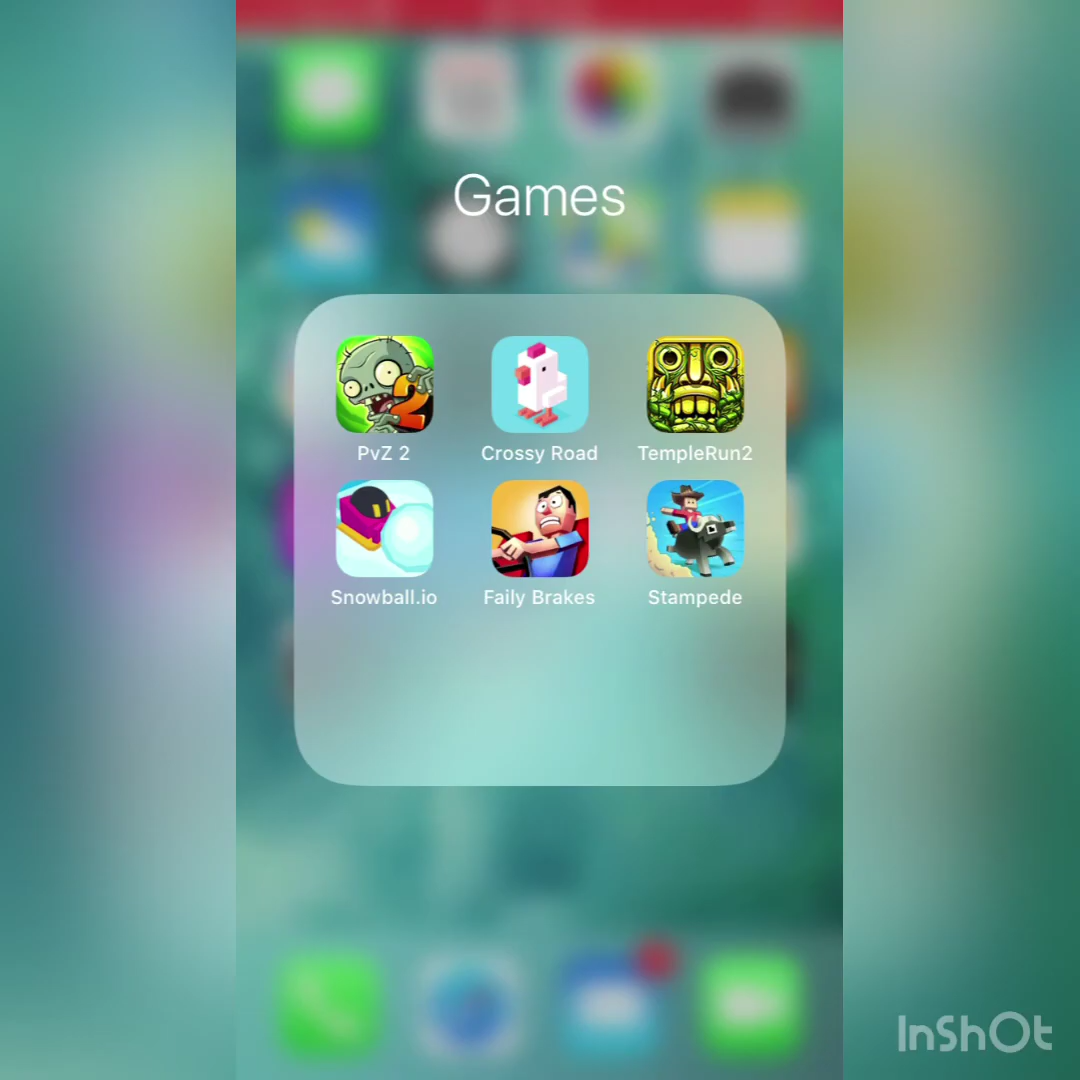 Games
PvZ 2
Crossy Road
TempleRun2
Snowball.io
Faily Brakes
Stampede
InShOt